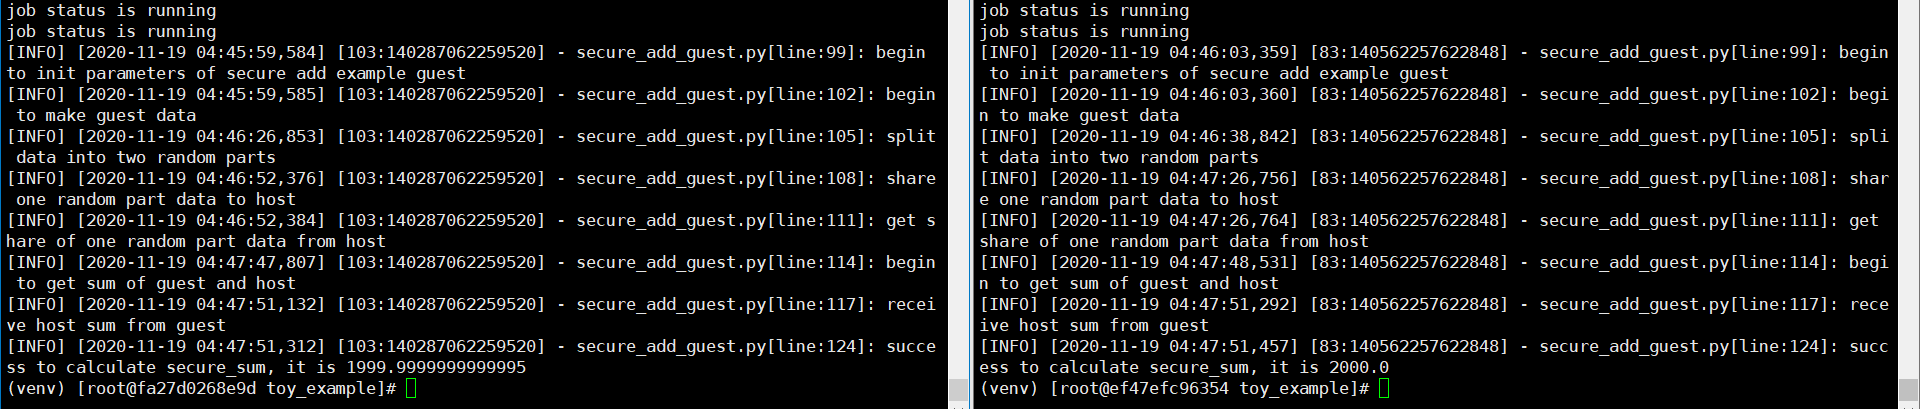 job status is running
job status is running
[INFO] [2020-11-19 04:45:59,584] [103:140287062259520] - secure_add_guest.py[line:99]: begin
to init parameters of secure add example guest
[INFO] [2020-11-19 04:45:59,585] [103:140287062259520] - secure_add_guest.py[line:102]: begin
 to make guest data
[INFO] [2020-11-19 04:46:26,853] [103:140287062259520] - secure_add_guest.py[line:105]: split
 data into two random parts
[INFO] [2020-11-19 04:46:52,376] [103:140287062259520] - secure_add_guest.py[line:108]: share
 one random part data to host
[INFO] [2020-11-19 04:46:52,384] [103:140287062259520] - secure_add_guest.py[line:111]: get s
hare of one random part data from host
[INFO] [2020-11-19 04:47:47,807] [103:140287062259520] - secure_add_guest.py[line:114]: begin
 to get sum of guest and host
[INFO] [2020-11-19 04:47:51,132] [103:140287062259520] - secure_add_guest.py[line:117]: recei
ve host sum from guest
[INFO] [2020-11-19 04:47:51,312] [103:140287062259520] - secure_add_guest.py[line:124]: succe
ss to calculate secure_sum, it is 1999.9999999999995
(venv) [root@fa27d0268e9d toy_example]#
job status is running
job status is running
[INFO] [2020-11-19 04:46:03,359] [83:140562257622848] - secure_add_guest.py[line:99]: begin
 to init parameters of secure add example guest
[INFO] [2020-11-19 04:46:03,360] [83:140562257622848] - secure_add_guest.py[line:102]: begi
n to make guest data
[INFO] [2020-11-19 04:46:38,842] [83:140562257622848] - secure_add_guest.py[line:105]: spli
t data into two random parts
[INFO] [2020-11-19 04:47:26,756] [83:140562257622848] - secure_add_guest.py[line:108]: shar
e one random part data to host
[INFO] [2020-11-19 04:47:26,764] [83:140562257622848] - secure_add_guest.py[line:111]: get
share of one random part data from host
[INFO] [2020-11-19 04:47:48,531] [83:140562257622848] - secure_add_guest.py[line:114]: begi
n to get sum of guest and host
[INFO] [2020-11-19 04:47:51,292] [83:140562257622848] - secure_add_guest.py[line:117]: rece
ive host sum from guest
[INFO] [2020-11-19 04:47:51,457] [83:140562257622848] - secure_add_guest.py[line:124]: succ
ess to calculate secure_sum, it is 2000.0
(venv) [root@ef47efc96354 toy_example]#